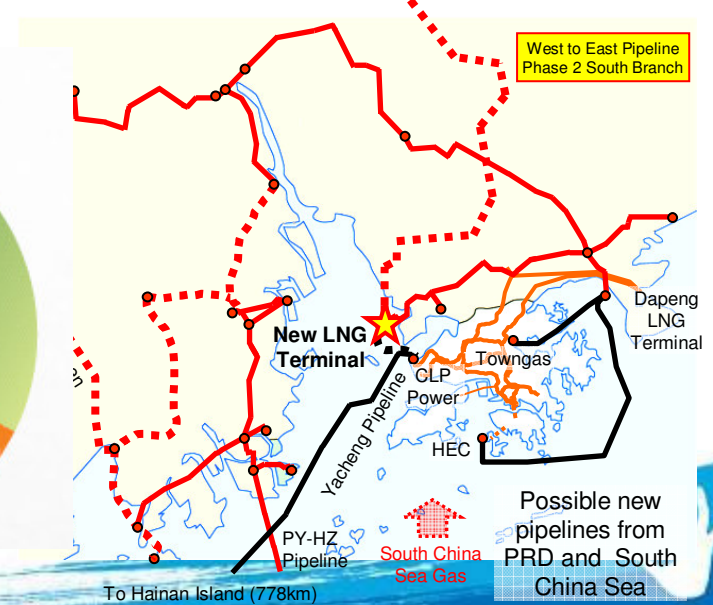 West to East Pipeline
Phase 2 South Branch
Dapeng
LNG
Terminal
New LNG
Terminal
Towngas
CLP
Power
Yacheng Pipeline
HEC
Possible new
pipelines from
PRD and South
China Sea
PY-HZ
Pipeline
South China
Sea Gas
To Hainan Island (778km)